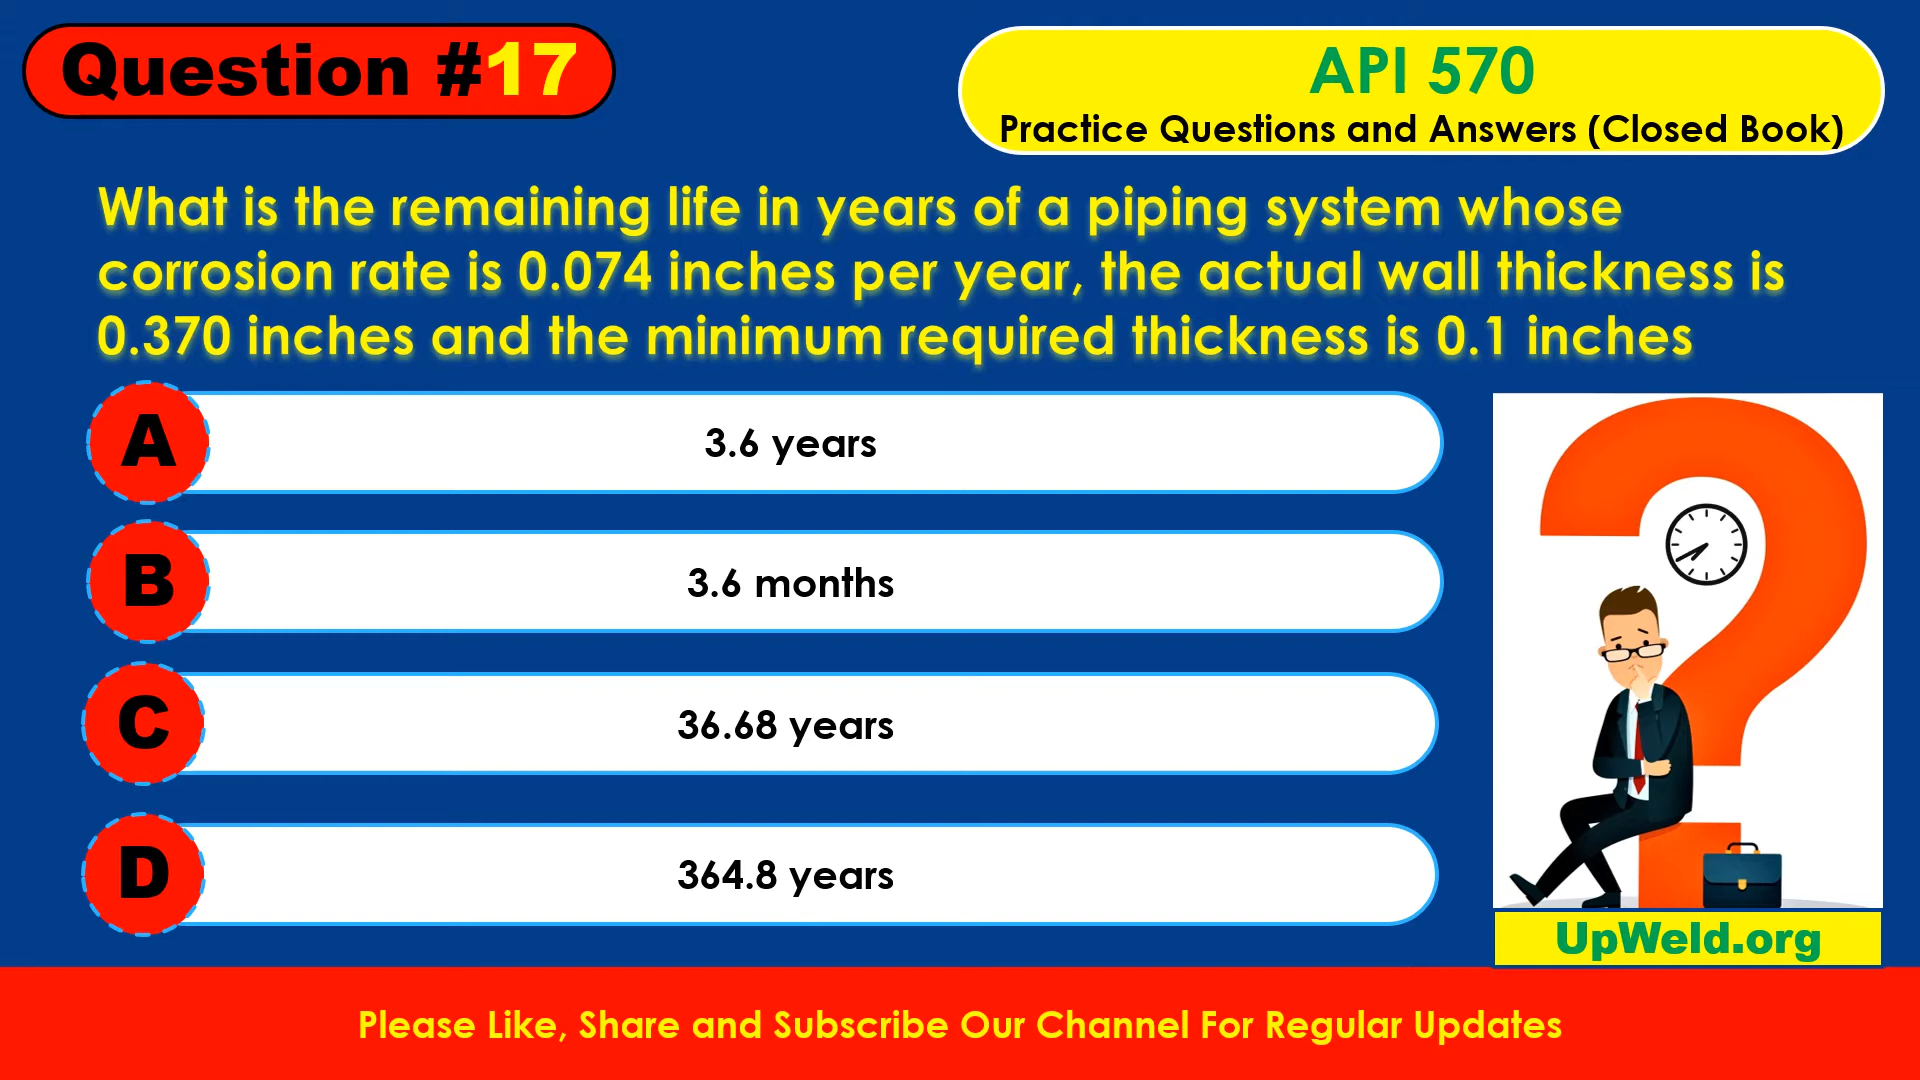 Question #17
API 570
Practice Questions and Answers (Closed Book)
What is the remaining life in years of a piping system whose
corrosion rate is 0.074 inches per year, the actual wall thickness is
0.370 inches and the minimum required thickness is 0.1 inches
A
3.6 years
B
3.6 months
C
36.68 years
D
364.8 years
UpWeld.org
Please Like, Share and Subscribe Our Channel For Regular Updates